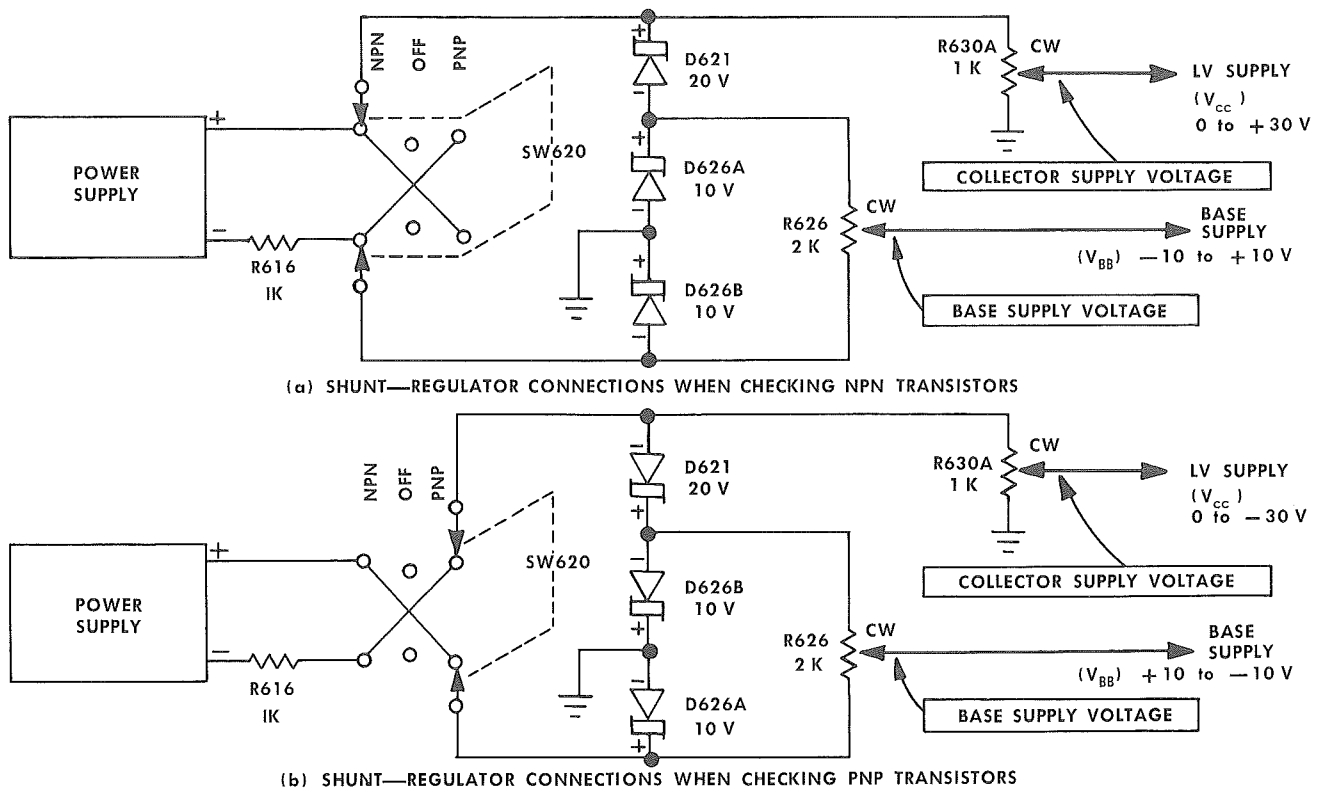 NPN
OFF
PNP
POWER
SUPPLY
+
−
R616
1K
SW620
+
D621
20 V
−
+
D626A
10 V
−
+
D626B
10 V
−
R630A
1 K
CW
LV SUPPLY
(Vcc)
0 to +30 V
COLLECTOR SUPPLY VOLTAGE
R626
2 K
CW
BASE
SUPPLY
(VBB) −10 to +10 V
BASE SUPPLY VOLTAGE
(a) SHUNT—REGULATOR CONNECTIONS WHEN CHECKING NPN TRANSISTORS
NPN
OFF
PNP
POWER
SUPPLY
+
−
R616
1K
SW620
−
D621
20 V
+
−
D626B
10 V
+
−
D626A
10 V
+
R630A
1 K
CW
LV SUPPLY
(Vcc)
0 to −30 V
COLLECTOR SUPPLY VOLTAGE
R626
2 K
CW
BASE
SUPPLY
(VBB) +10 to −10 V
BASE SUPPLY VOLTAGE
(b) SHUNT—REGULATOR CONNECTIONS WHEN CHECKING PNP TRANSISTORS